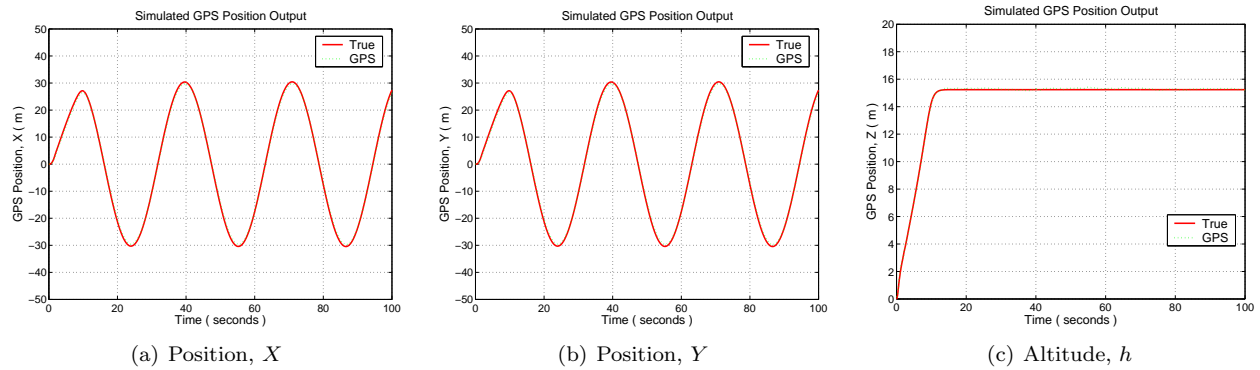 Simulated GPS Position Output
50
40
30
20
10
0
−10
−20
−30
−40
−50
0
20
40
60
80
100
GPS Position, X ( m )
Time ( seconds )
True
GPS
(a) Position, X
Simulated GPS Position Output
50
40
30
20
10
0
−10
−20
−30
−40
−50
0
20
40
60
80
100
GPS Position, Y ( m )
Time ( seconds )
True
GPS
(b) Position, Y
Simulated GPS Position Output
20
18
16
14
12
10
8
6
4
2
0
0
20
40
60
80
100
GPS Position, Z ( m )
Time ( seconds )
True
GPS
(c) Altitude, h